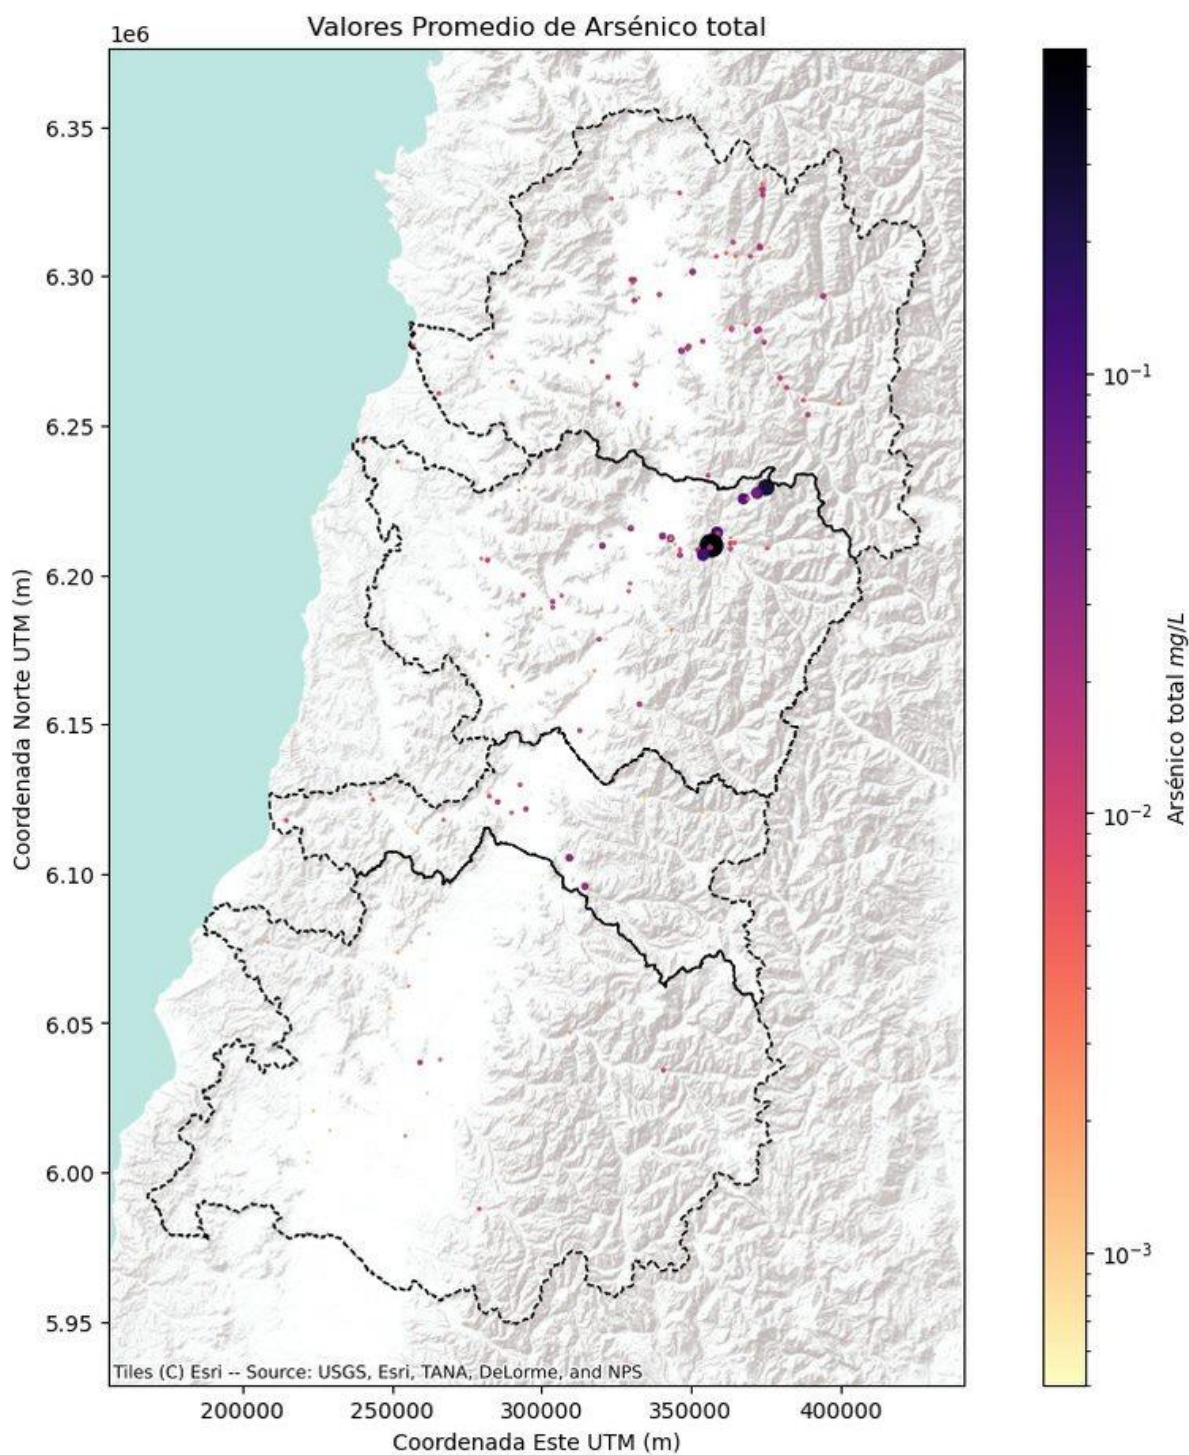 Valores Promedio de Arsénico total
1e6
6.35
6.30
6.25
6.20
6.15
6.10
6.05
6.00
5.95
Coordenada Norte UTM (m)
Tiles (C) Esri -- Source: USGS, Esri, TANA, DeLorme, and NPS
200000 250000 300000 350000 400000
Coordenada Este UTM (m)
10⁻¹
10⁻²
10⁻³
Arsénico total mg/L